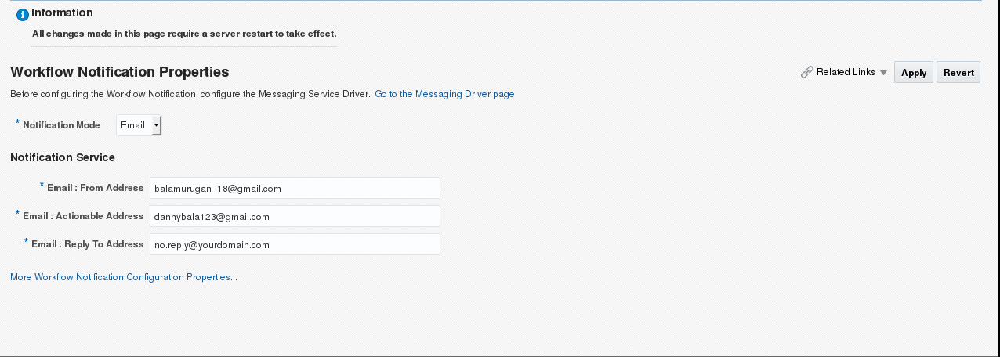 Information
All changes made in this page require a server restart to take effect.
Workflow Notification Properties
Related Links
Apply
Revert
Before configuring the Workflow Notification, configure the Messaging Service Driver. Go to the Messaging Driver page
* Notification Mode Email
Notification Service
* Email : From Address balamurugan_18@gmail.com
* Email : Actionable Address dannybala123@gmail.com
* Email : Reply To Address no.reply@yourdomain.com
More Workflow Notification Configuration Properties...